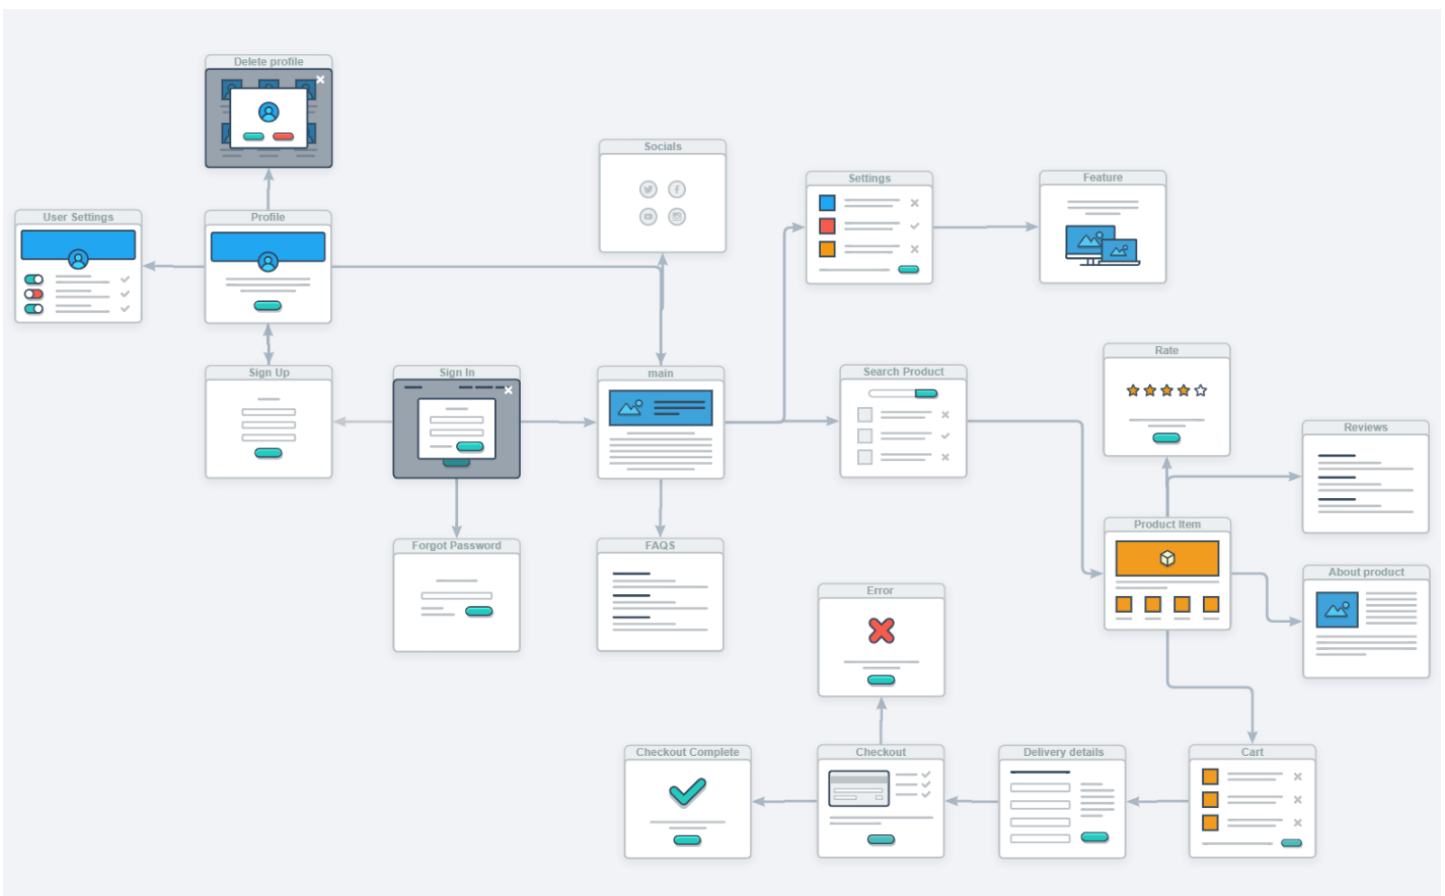 Delete profile
Socials
Settings
Feature
User Settings
Profile
Rate
Sign Up
Sign In
main
Search Product
Reviews
Product Item
Forgot Password
FAQS
About product
Error
Checkout Complete
Checkout
Delivery details
Cart